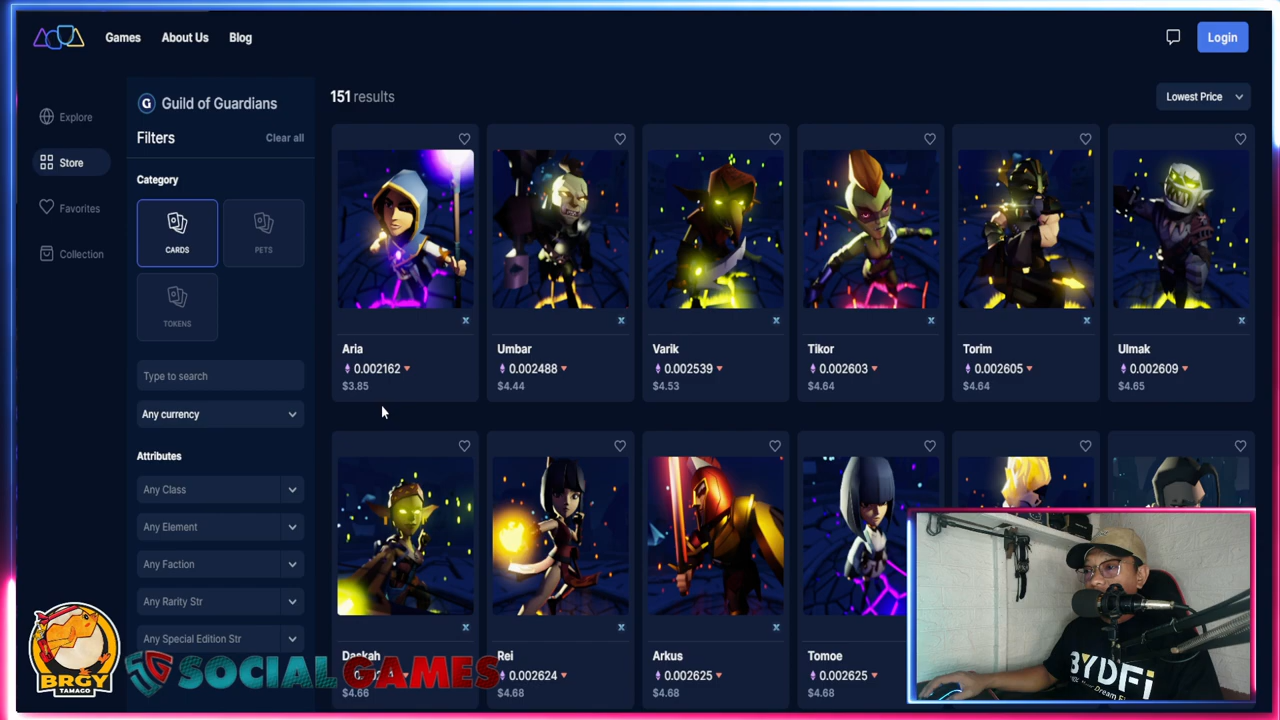 Games About Us Blog
Login
Explore
Store
Favorites
Collection
G Guild of Guardians
Filters Clear all
Category
CARDS
PETS
TOKENS
Type to search
Any currency
Attributes
Any Class
Any Element
Any Faction
Any Rarity Str
Any Special Edition Str
151 results
Lowest Price
Aria
0.002162
$3.85
Umbar
0.002488
$4.44
Varik
0.002539
$4.53
Tikor
0.002603
$4.64
Torim
0.002605
$4.64
Ulmak
0.002609
$4.65
Daskah
$4.66
Rei
0.002624
$4.68
Arkus
0.002625
$4.68
Tomoe
0.002625
$4.68
BRGY
TAMAGO
SG SOCIAL GAMES
BYDFi